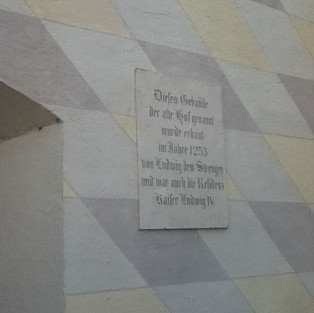 Dieses Gebäude
der alte Hof genannt
wurde erbaut
im Jahre 1253
von Ludwig dem Strengen
und war auch die Residenz
Kaiser Ludwig IV